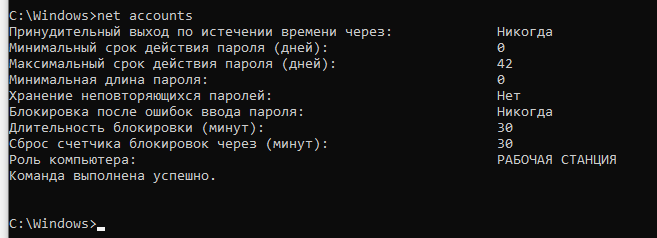 C:\Windows>net accounts
Принудительный выход по истечении времени через: Никогда
Минимальный срок действия пароля (дней): 0
Максимальный срок действия пароля (дней): 42
Минимальная длина пароля: 0
Хранение неповторяющихся паролей: Нет
Блокировка после ошибок ввода пароля: Никогда
Длительность блокировки (минут): 30
Сброс счетчика блокировок через (минут): 30
Роль компьютера: РАБОЧАЯ СТАНЦИЯ
Команда выполнена успешно.
C:\Windows>